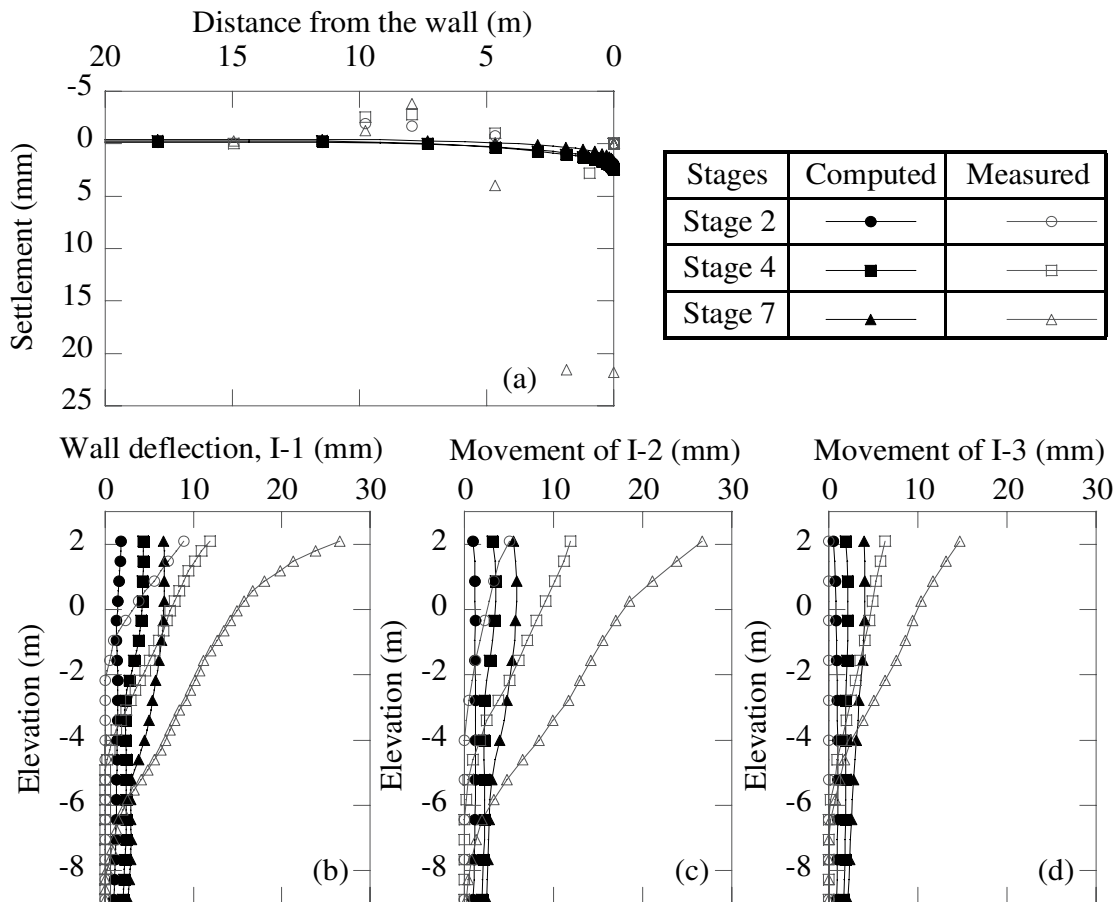 Distance from the wall (m)
20 15 10 5 0
-5
0
5
10
15
20
25
Settlement (mm)
(a)
Stages Computed Measured
Stage 2
Stage 4
Stage 7
Wall deflection, I-1 (mm)
0 10 20 30
2
0
-2
-4
-6
-8
Elevation (m)
(b)
Movement of I-2 (mm)
0 10 20 30
2
0
-2
-4
-6
-8
Elevation (m)
(c)
Movement of I-3 (mm)
0 10 20 30
2
0
-2
-4
-6
-8
Elevation (m)
(d)